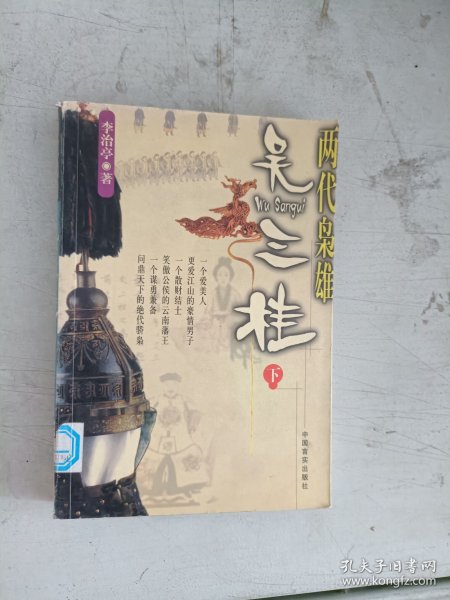 两代枭雄
吴三桂
Wu Sangui
下
李治亭 著
一个爱美人
更爱江山的豪情男子
一个散财结士
笑傲公侯的云南藩王
一个谋勇兼备
问鼎天下的绝代骄枭
中国言实出版社
孔夫子旧书网
www.kongfz.com